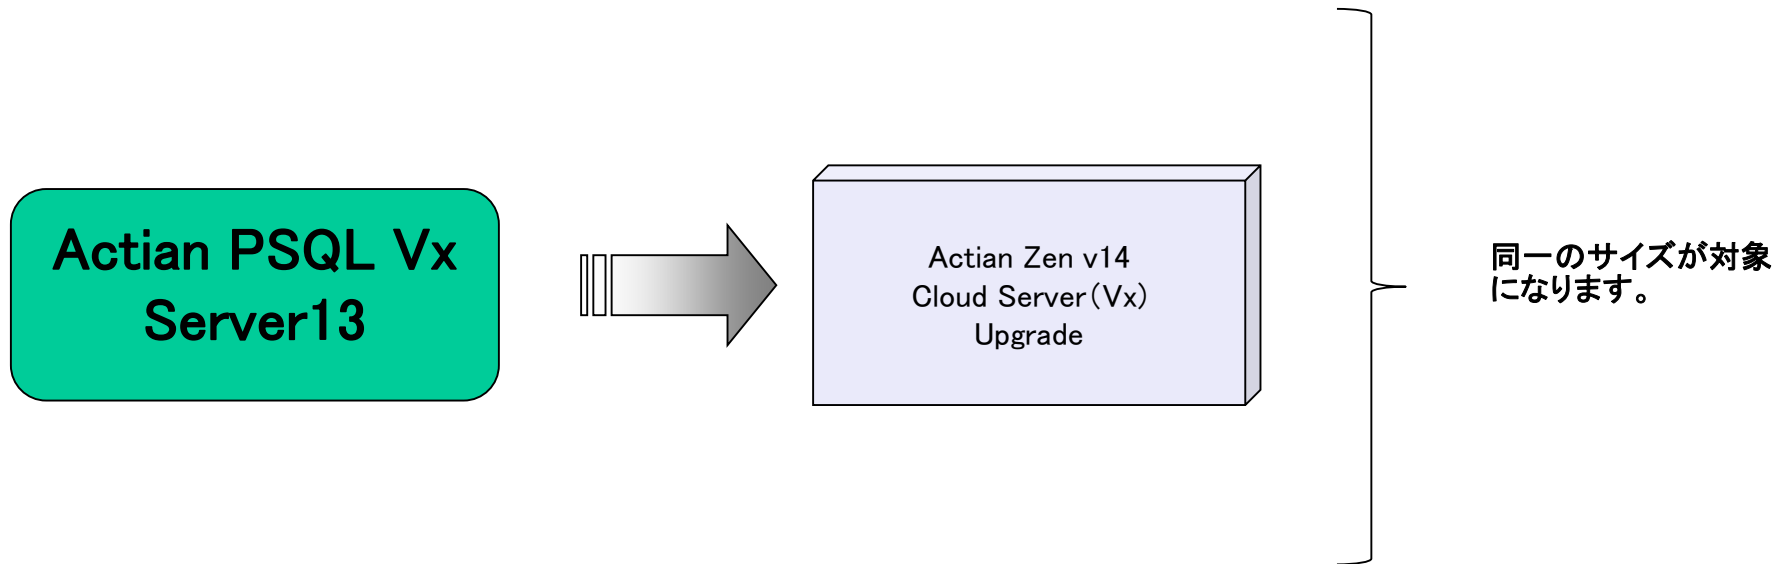 Actian PSQL Vx
Server13
Actian Zen v14
Cloud Server（Vx）
Upgrade
同一のサイズが対象
になります。